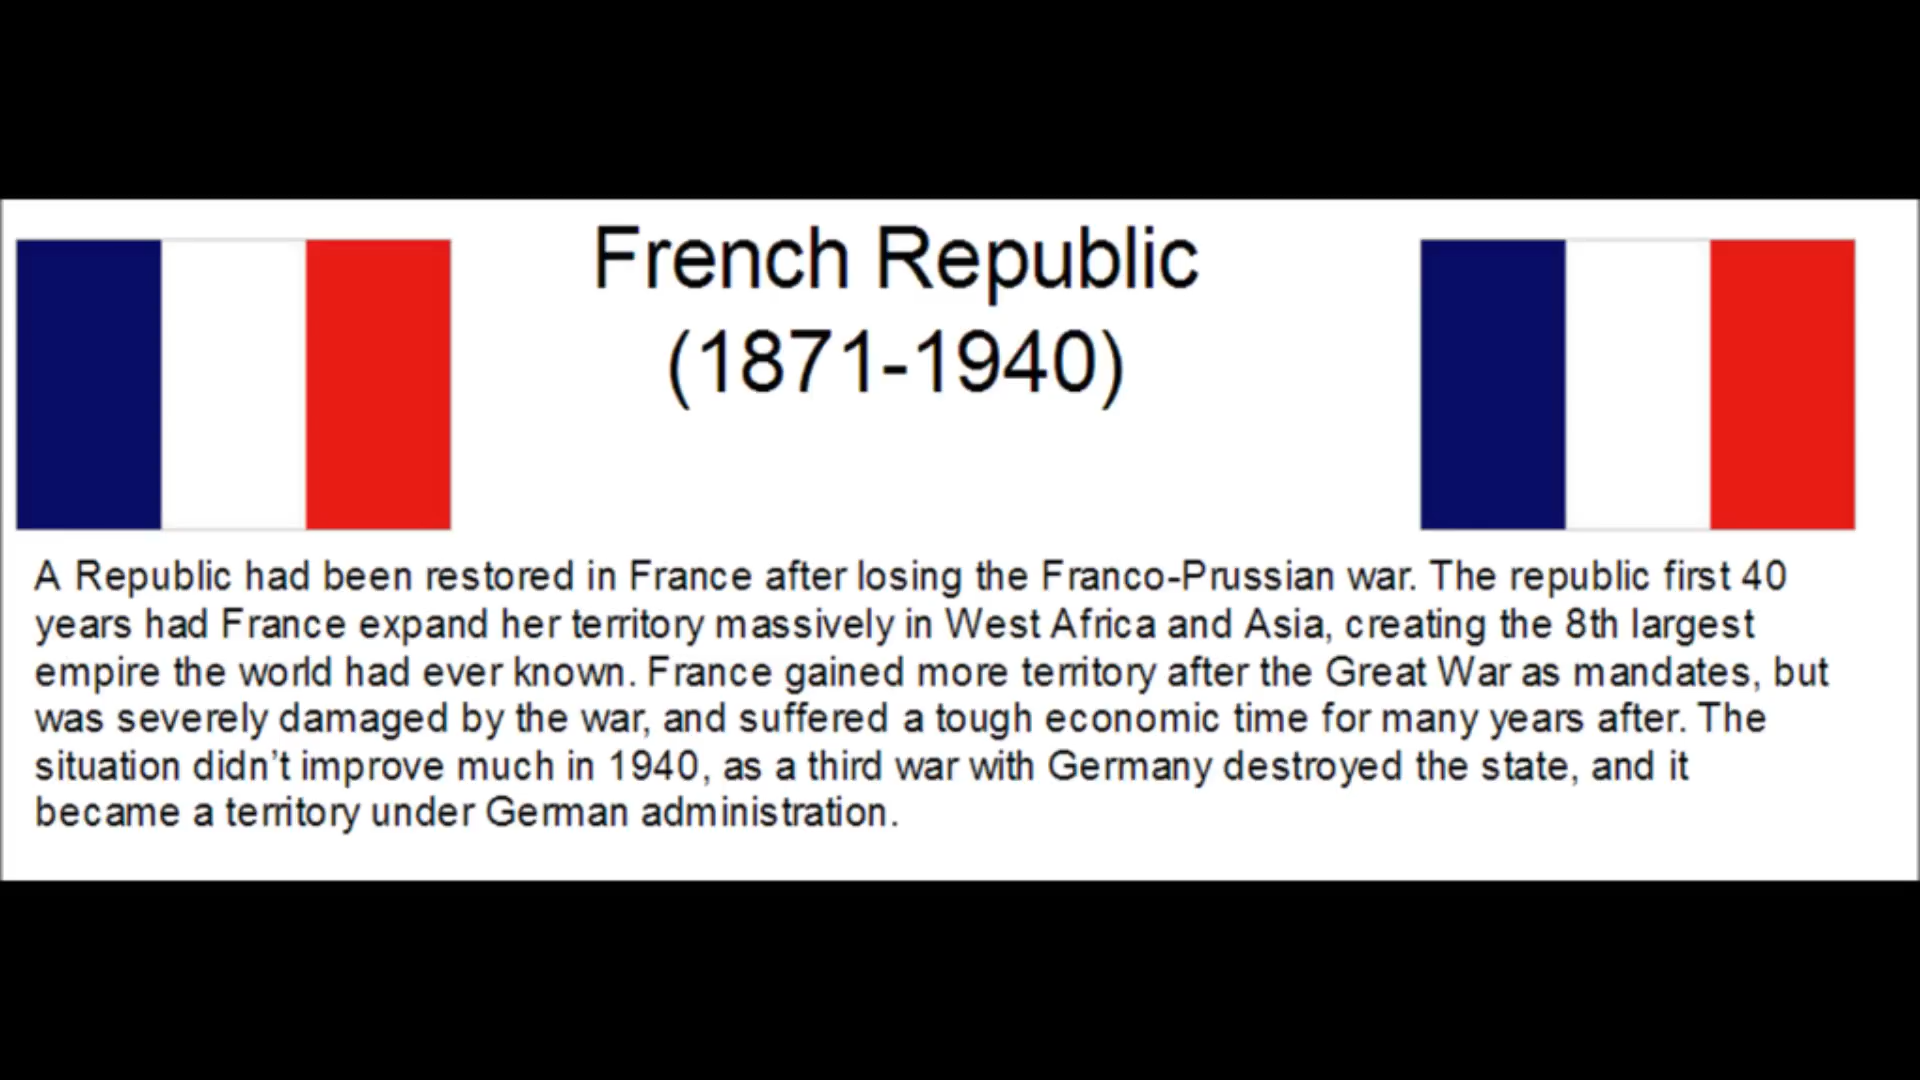 French Republic
(1871-1940)
A Republic had been restored in France after losing the Franco-Prussian war. The republic first 40
years had France expand her territory massively in West Africa and Asia, creating the 8th largest
empire the world had ever known. France gained more territory after the Great War as mandates, but
was severely damaged by the war, and suffered a tough economic time for many years after. The
situation didn’t improve much in 1940, as a third war with Germany destroyed the state, and it
became a territory under German administration.